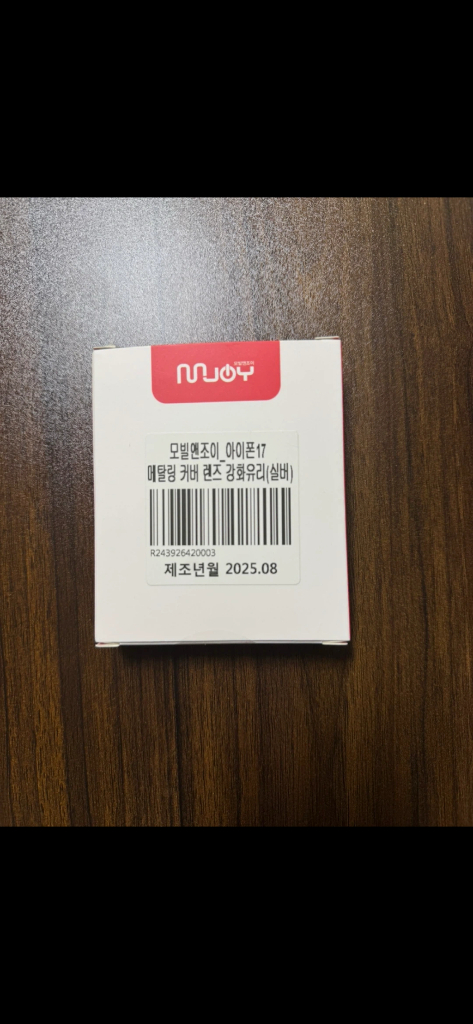 MJOY
모빌앤조이_아이폰17
메탈링 커버 렌즈 강화유리(실버)
R243926420003
제조년월 2025.08